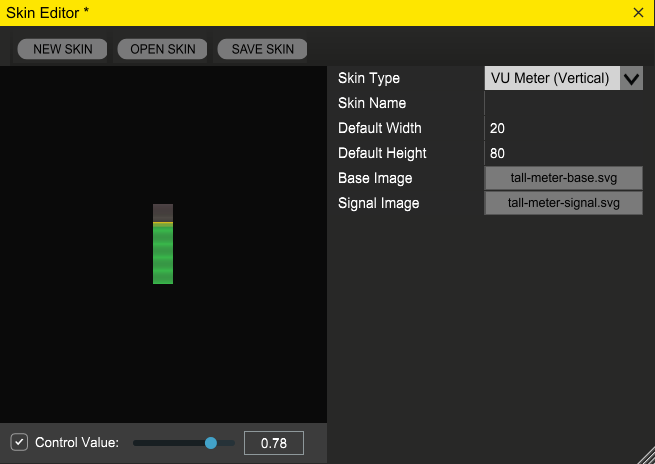 Skin Editor *
NEW SKIN OPEN SKIN SAVE SKIN
Skin Type VU Meter (Vertical)
Skin Name
Default Width 20
Default Height 80
Base Image tall-meter-base.svg
Signal Image tall-meter-signal.svg
Control Value: 0.78